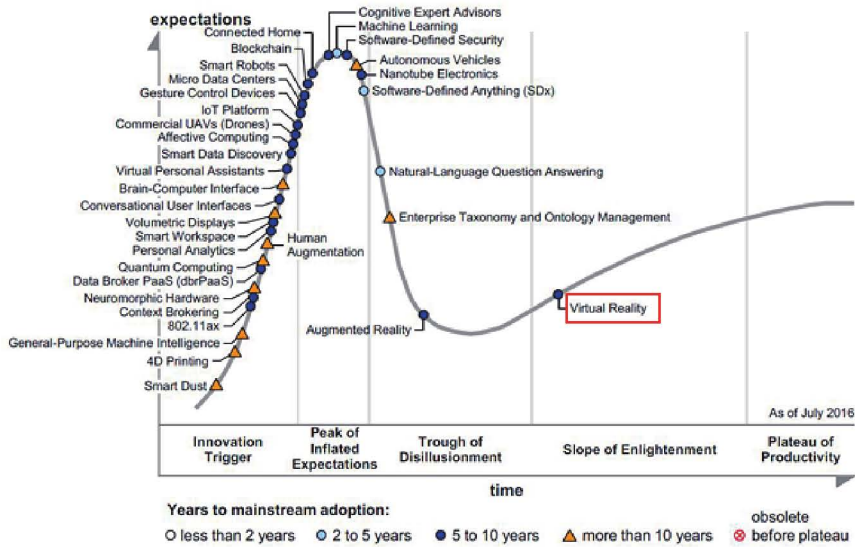 expectations
Cognitive Expert Advisors
Machine Learning
Software-Defined Security
Connected Home
Blockchain
Autonomous Vehicles
Smart Robots
Nanotube Electronics
Micro Data Centers
Gesture Control Devices
Software-Defined Anything (SDx)
IoT Platform
Commercial UAVs (Drones)
Affective Computing
Smart Data Discovery
Virtual Personal Assistants
Natural-Language Question Answering
Brain-Computer Interface
Conversational User Interfaces
Volumetric Displays
Enterprise Taxonomy and Ontology Management
Smart Workspace
Personal Analytics
Human
Augmentation
Quantum Computing
Data Broker PaaS (dbrPaaS)
Neuromorphic Hardware
Context Brokering
802.11ax
Virtual Reality
Augmented Reality
General-Purpose Machine Intelligence
4D Printing
Smart Dust
As of July 2016
Innovation
Trigger
Peak of
Inflated
Expectations
Trough of
Disillusionment
Slope of Enlightenment
Plateau of
Productivity
time
Years to mainstream adoption:
less than 2 years
2 to 5 years
5 to 10 years
more than 10 years
obsolete
before plateau